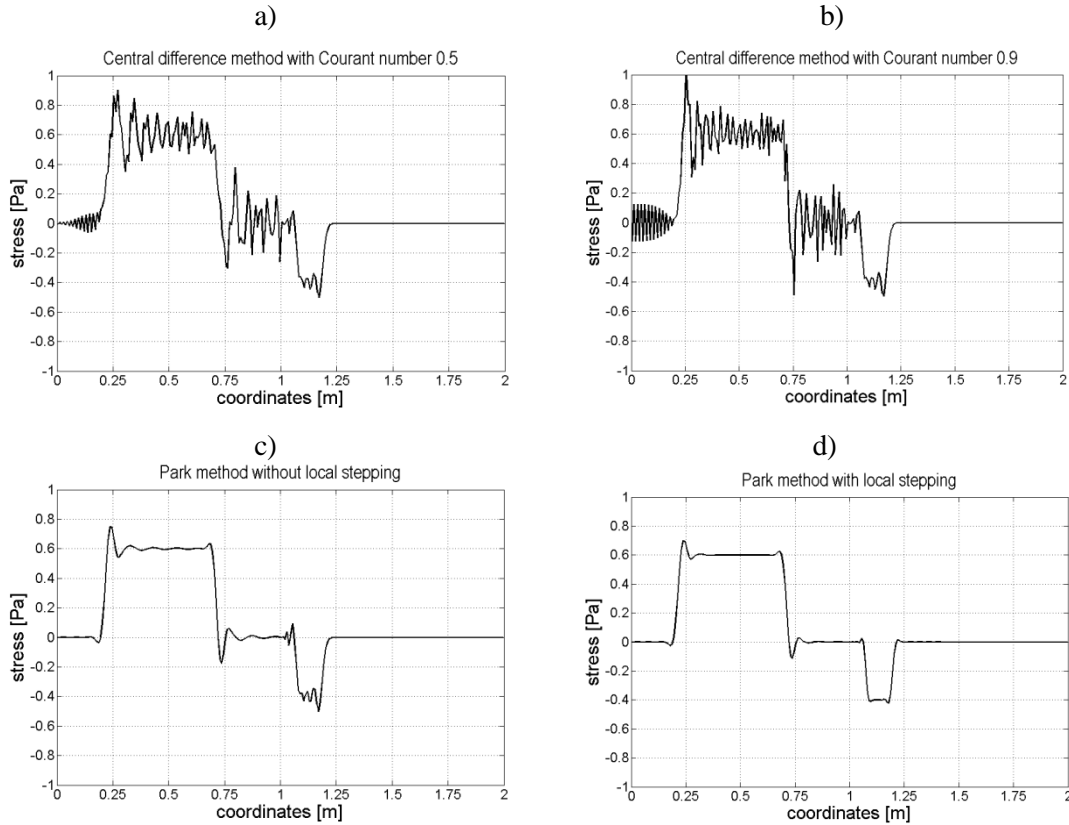 a)
Central difference method with Courant number 0.5
1
0.8
0.6
0.4
0.2
0
-0.2
-0.4
-0.6
-0.8
-1
stress [Pa]
0 0.25 0.5 0.75 1 1.25 1.5 1.75 2
coordinates [m]
b)
Central difference method with Courant number 0.9
1
0.8
0.6
0.4
0.2
0
-0.2
-0.4
-0.6
-0.8
-1
stress [Pa]
0 0.25 0.5 0.75 1 1.25 1.5 1.75 2
coordinates [m]
c)
Park method without local stepping
1
0.8
0.6
0.4
0.2
0
-0.2
-0.4
-0.6
-0.8
-1
stress [Pa]
0 0.25 0.5 0.75 1 1.25 1.5 1.75 2
coordinates [m]
d)
Park method with local stepping
1
0.8
0.6
0.4
0.2
0
-0.2
-0.4
-0.6
-0.8
-1
stress [Pa]
0 0.25 0.5 0.75 1 1.25 1.5 1.75 2
coordinates [m]